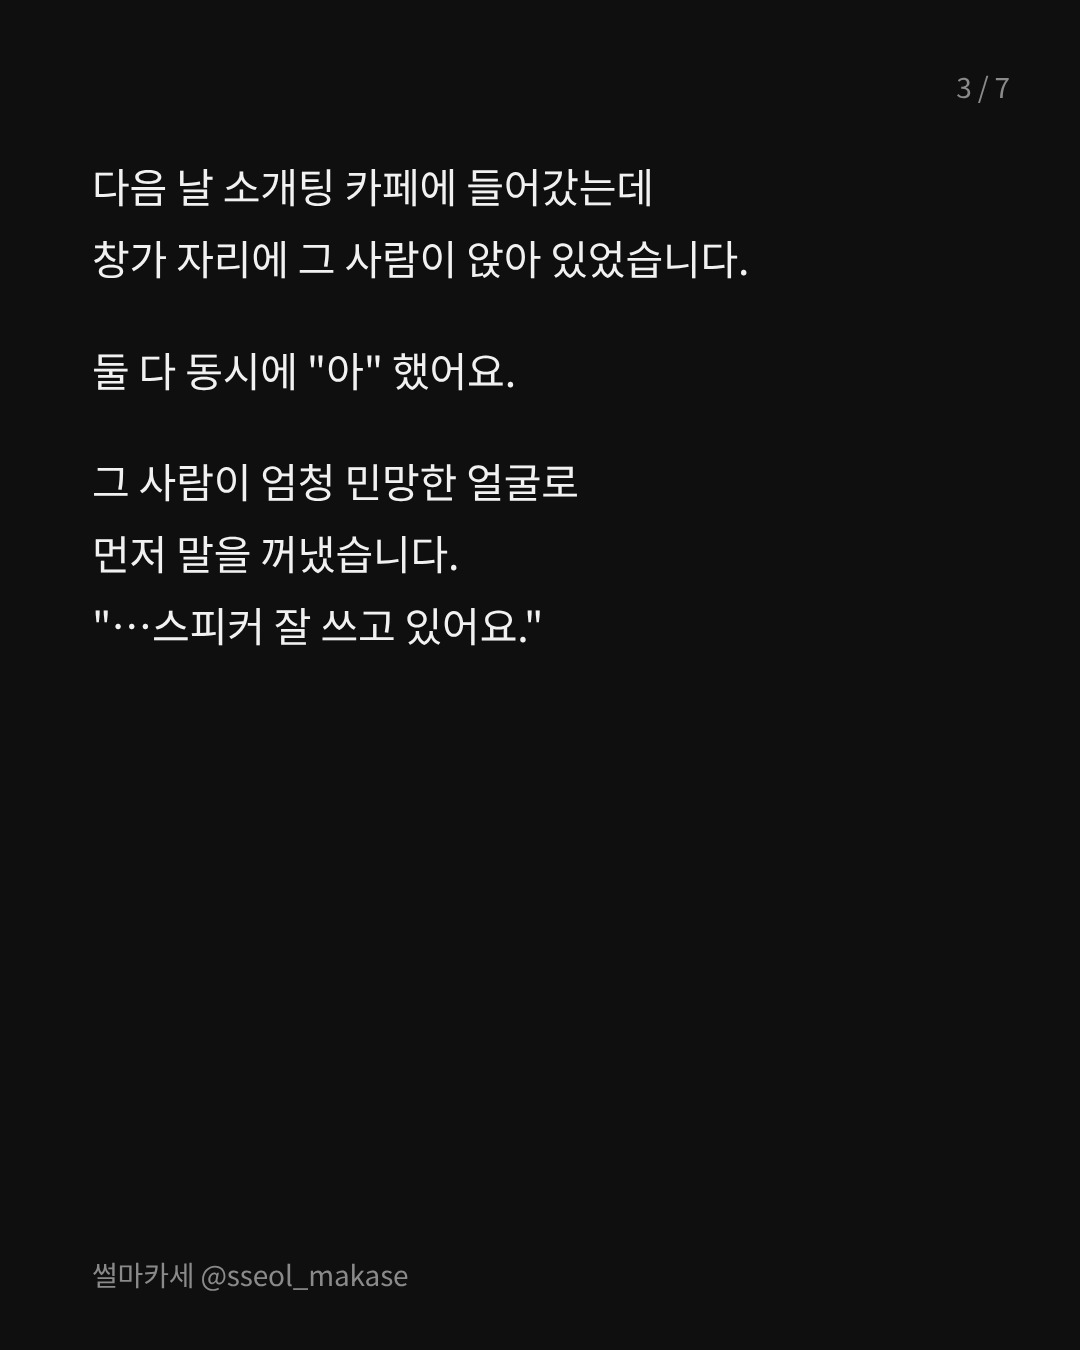 3 / 7
다음 날 소개팅 카페에 들어갔는데
창가 자리에 그 사람이 앉아 있었습니다.
둘 다 동시에 "아" 했어요.
그 사람이 엄청 민망한 얼굴로
먼저 말을 꺼냈습니다.
"…스피커 잘 쓰고 있어요."
썰마카세 @sseol_makase